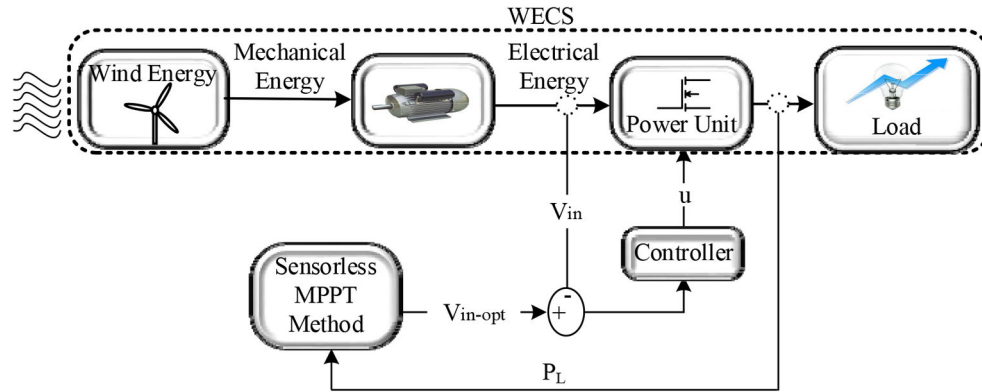 WECS
Wind Energy
Mechanical
Energy
Electrical
Energy
Power Unit
Load
Vin
u
Controller
Sensorless
MPPT
Method
Vin-opt
+
-
PL